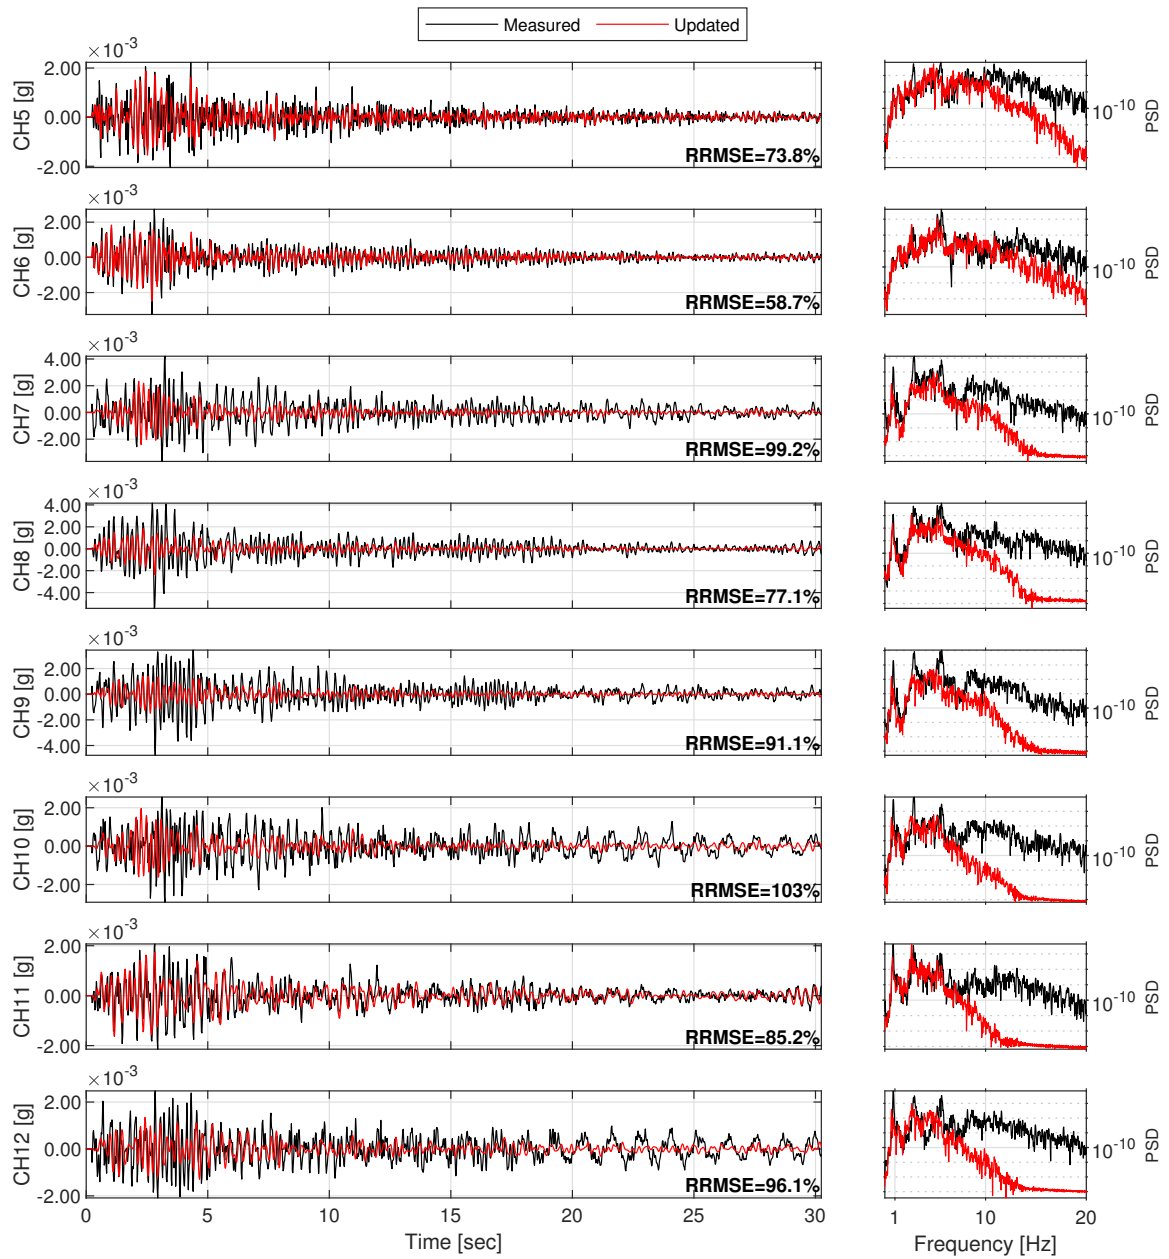 Measured Updated
×10-3
2.00
0.00
-2.00
CH5 [g]
RRMSE=73.8%
10-10
PSD
×10-3
2.00
0.00
-2.00
CH6 [g]
RRMSE=58.7%
10-10
PSD
×10-3
4.00
2.00
0.00
-2.00
CH7 [g]
RRMSE=99.2%
10-10
PSD
×10-3
4.00
2.00
0.00
-2.00
-4.00
CH8 [g]
RRMSE=77.1%
10-10
PSD
×10-3
2.00
0.00
-2.00
-4.00
CH9 [g]
RRMSE=91.1%
10-10
PSD
×10-3
2.00
0.00
-2.00
CH10 [g]
RRMSE=103%
10-10
PSD
×10-3
2.00
0.00
-2.00
CH11 [g]
RRMSE=85.2%
10-10
PSD
×10-3
2.00
0.00
-2.00
CH12 [g]
RRMSE=96.1%
10-10
PSD
0 5 10 15 20 25 30
Time [sec]
1 10 20
Frequency [Hz]